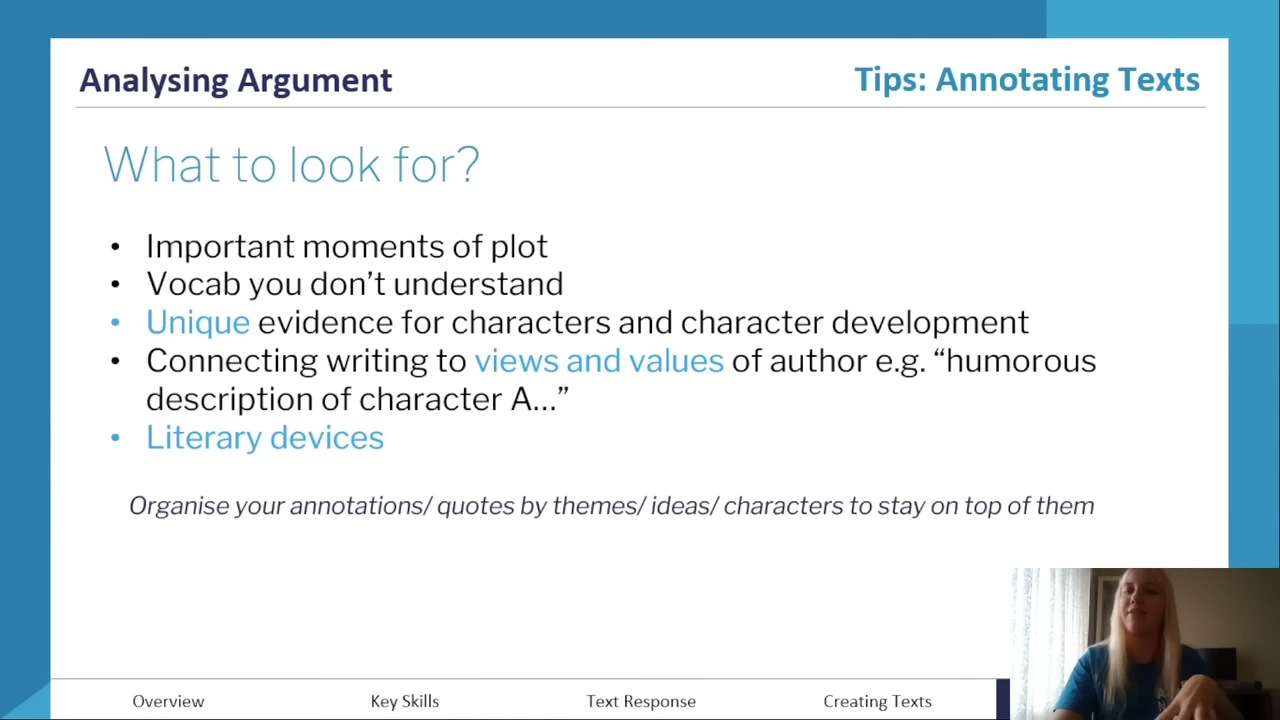 Analysing Argument
Tips: Annotating Texts
What to look for?
• Important moments of plot
• Vocab you don’t understand
• Unique evidence for characters and character development
• Connecting writing to views and values of author e.g. “humorous
description of character A...”
• Literary devices
Organise your annotations/ quotes by themes/ ideas/ characters to stay on top of them
Overview
Key Skills
Text Response
Creating Texts